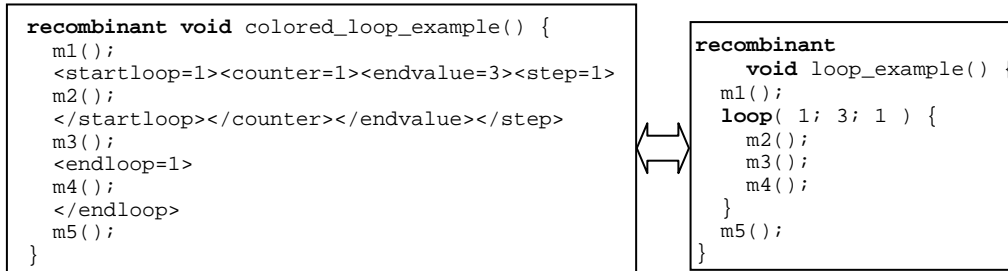 recombinant void colored_loop_example() {
m1();
<startloop=1><counter=1><endvalue=3><step=1>
m2();
</startloop></counter></endvalue></step>
m3();
<endloop=1>
m4();
</endloop>
m5();
}
recombinant
void loop_example() {
m1();
loop( 1; 3; 1 ) {
m2();
m3();
m4();
}
m5();
}